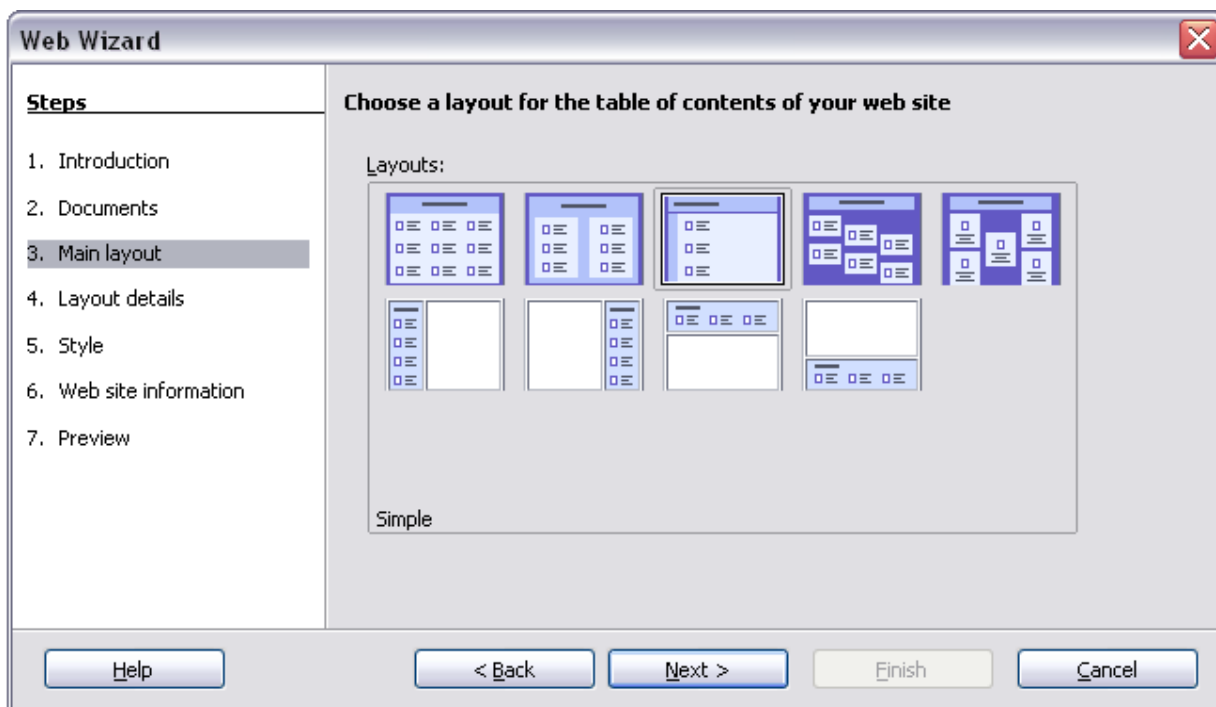 Web Wizard
Steps
1. Introduction
2. Documents
3. Main layout
4. Layout details
5. Style
6. Web site information
7. Preview
Choose a layout for the table of contents of your web site
Layouts:
Simple
Help
< Back
Next >
Finish
Cancel